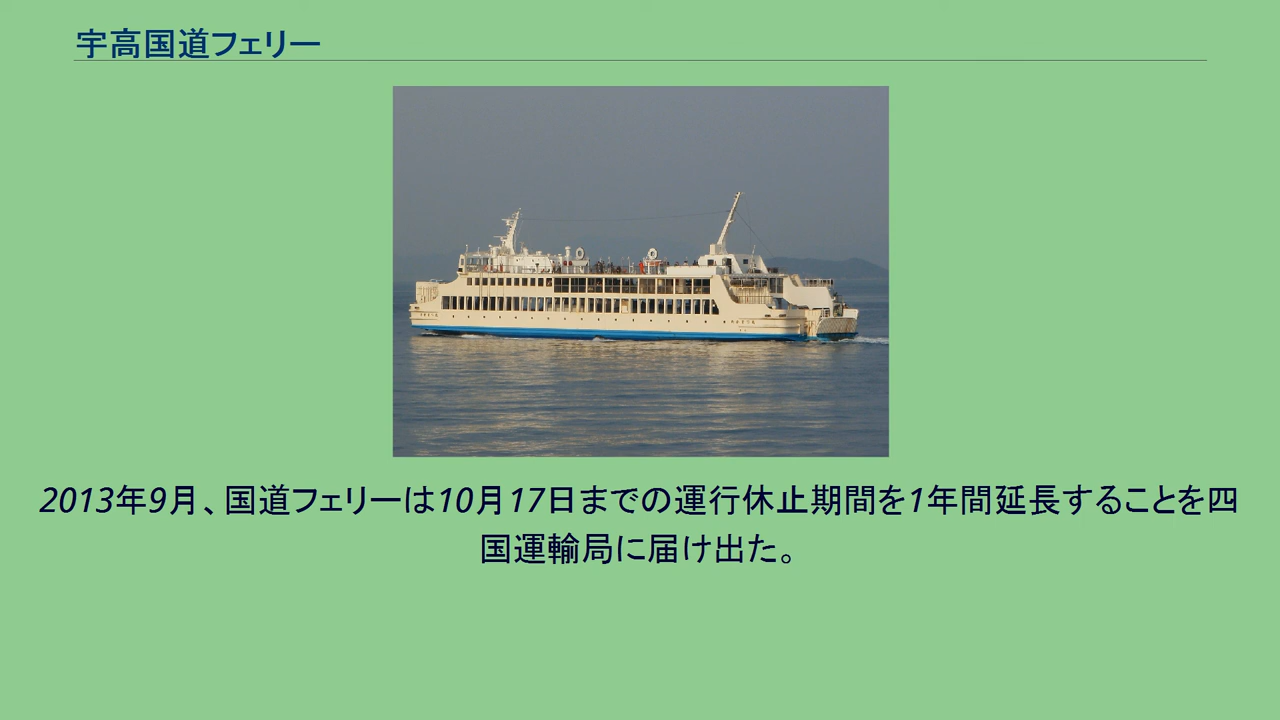 宇高国道フェリー
2013年9月、国道フェリーは10月17日までの運行休止期間を1年間延長することを四
国運輸局に届け出た。